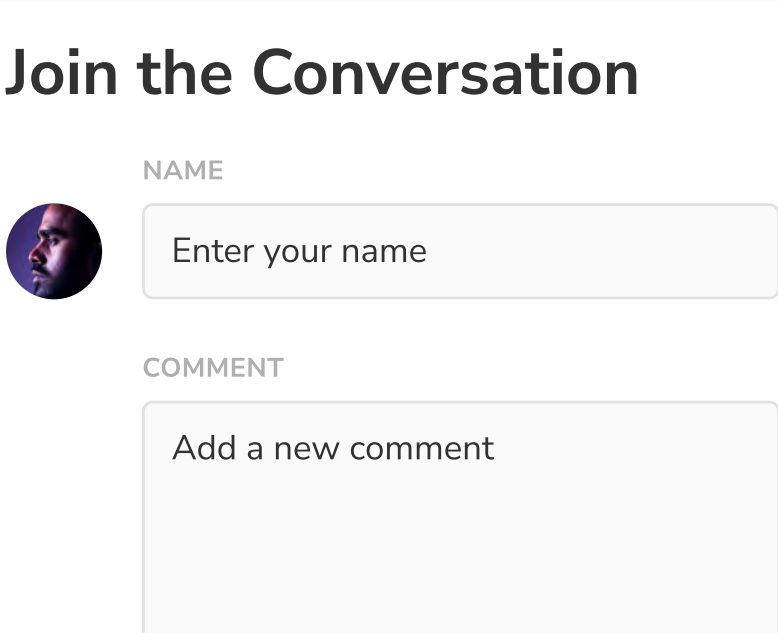 Join the Conversation
NAME
Enter your name
COMMENT
Add a new comment